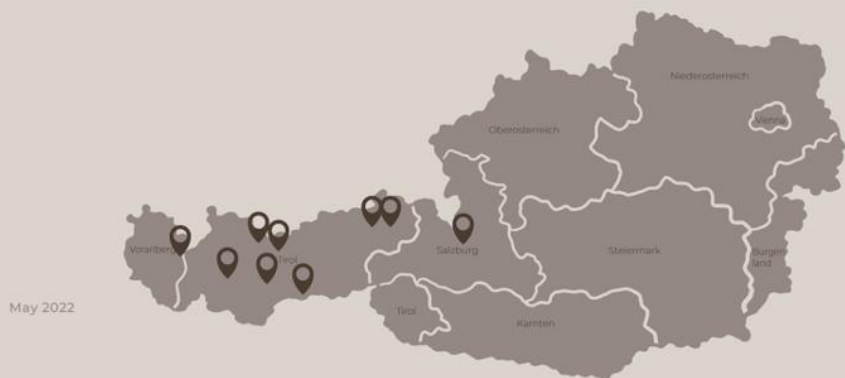 Niederosterreich
Vienna
Oberosterreich
Vorarlberg
Tirol
Salzburg
Steiermark
Burgen
land
May 2022
Tirol
Karnten